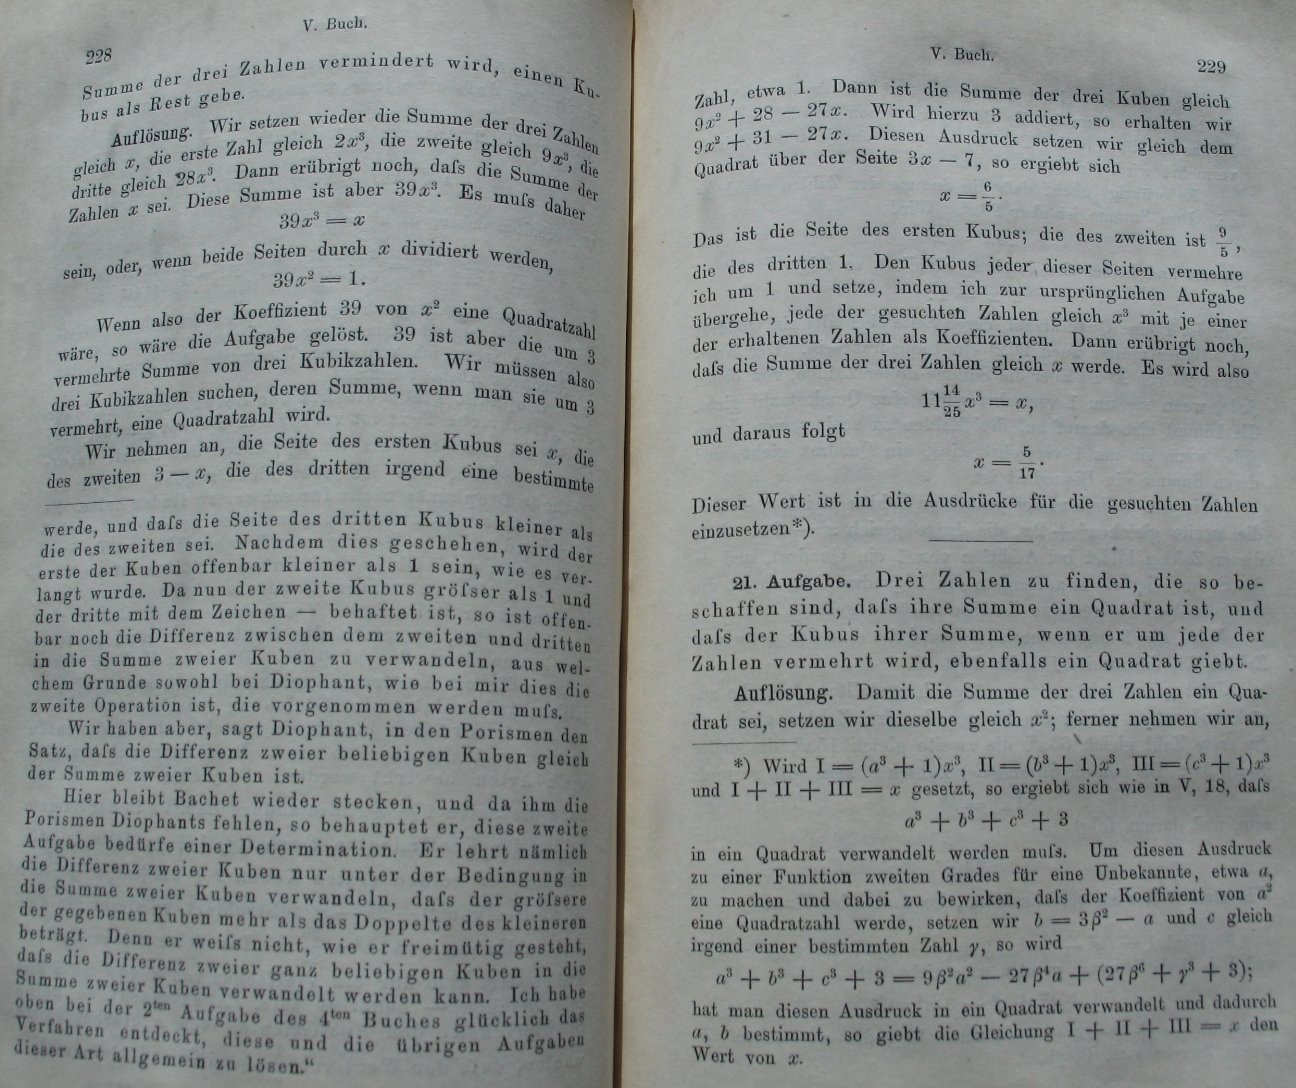 V. Buch.
228
Summe der drei Zahlen vermindert wird, einen Ku-
bus als Rest gebe.
Auflösung. Wir setzen wieder die Summe der drei Zahlen
gleich x, die erste Zahl gleich 2x³, die zweite gleich 9x³, die
dritte gleich 28x³. Dann erübrigt noch, daſs die Summe der
Zahlen x sei. Diese Summe ist aber 39x³. Es muſs daher
39x³ = x
sein, oder, wenn beide Seiten durch x dividiert werden,
39x² = 1.
Wenn also der Koeffizient 39 von x² eine Quadratzahl
wäre, so wäre die Aufgabe gelöst. 39 ist aber die um 3
vermehrte Summe von drei Kubikzahlen. Wir müssen also
drei Kubikzahlen suchen, deren Summe, wenn man sie um 3
vermehrt, eine Quadratzahl wird.
Wir nehmen an, die Seite des ersten Kubus sei x, die
des zweiten 3 — x, die des dritten irgend eine bestimmte
werde, und daſs die Seite des dritten Kubus kleiner als
die des zweiten sei. Nachdem dies geschehen, wird der
erste der Kuben offenbar kleiner als 1 sein, wie es ver-
langt wurde. Da nun der zweite Kubus gröſser als 1 und
der dritte mit dem Zeichen — behaftet ist, so ist offen-
bar noch die Differenz zwischen dem zweiten und dritten
in die Summe zweier Kuben zu verwandeln, aus wel-
chem Grunde sowohl bei Diophant, wie bei mir dies die
zweite Operation ist, die vorgenommen werden muſs.
Wir haben aber, sagt Diophant, in den Porismen den
Satz, daſs die Differenz zweier beliebigen Kuben gleich
der Summe zweier Kuben ist.
Hier bleibt Bachet wieder stecken, und da ihm die
Porismen Diophants fehlen, so behauptet er, diese zweite
Aufgabe bedürfe einer Determination. Er lehrt nämlich
die Differenz zweier Kuben nur unter der Bedingung in
die Summe zweier Kuben verwandeln, daſs der gröſsere
der gegebenen Kuben mehr als das Doppelte des kleineren
beträgt. Denn er weiſs nicht, wie er freimütig gesteht,
daſs die Differenz zweier ganz beliebigen Kuben in die
Summe zweier Kuben verwandelt werden kann. Ich habe
oben bei der 2ten Aufgabe des 4ten Buches glücklich das
Verfahren entdeckt, diese und die übrigen Aufgaben
dieser Art allgemein zu lösen.“
V. Buch.
229
Zahl, etwa 1. Dann ist die Summe der drei Kuben gleich
9x² + 28 — 27x. Wird hierzu 3 addiert, so erhalten wir
9x² + 31 — 27x. Diesen Ausdruck setzen wir gleich dem
Quadrat über der Seite 3x — 7, so ergiebt sich
x = 6/5.
Das ist die Seite des ersten Kubus; die des zweiten ist 9/5,
die des dritten 1. Den Kubus jeder dieser Seiten vermehre
ich um 1 und setze, indem ich zur ursprünglichen Aufgabe
übergehe, jede der gesuchten Zahlen gleich x³ mit je einer
der erhaltenen Zahlen als Koeffizienten. Dann erübrigt noch,
daſs die Summe der drei Zahlen gleich x werde. Es wird also
11 14/25 x³ = x,
und daraus folgt
x = 5/17.
Dieser Wert ist in die Ausdrücke für die gesuchten Zahlen
einzusetzen*).
21. Aufgabe. Drei Zahlen zu finden, die so be-
schaffen sind, daſs ihre Summe ein Quadrat ist, und
daſs der Kubus ihrer Summe, wenn er um jede der
Zahlen vermehrt wird, ebenfalls ein Quadrat giebt.
Auflösung. Damit die Summe der drei Zahlen ein Qua-
drat sei, setzen wir dieselbe gleich x²; ferner nehmen wir an,
*) Wird I = (a³ + 1)x³, II = (b³ + 1)x³, III = (c³ + 1)x³
und I + II + III = x gesetzt, so ergiebt sich wie in V, 18, daſs
a³ + b³ + c³ + 3
in ein Quadrat verwandelt werden muſs. Um diesen Ausdruck
zu einer Funktion zweiten Grades für eine Unbekannte, etwa a,
zu machen und dabei zu bewirken, daſs der Koeffizient von a²
eine Quadratzahl werde, setzen wir b = 3β² — a und c gleich
irgend einer bestimmten Zahl γ, so wird
a³ + b³ + c³ + 3 = 9β²a² — 27β⁴a + (27β⁶ + γ³ + 3);
hat man diesen Ausdruck in ein Quadrat verwandelt und dadurch
a, b bestimmt, so giebt die Gleichung I + II + III = x den
Wert von x.